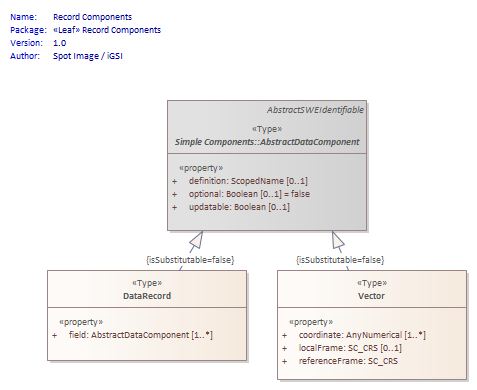 Name: Record Components
Package: «Leaf» Record Components
Version: 1.0
Author: Spot Image / iGSI
AbstractSWEIdentifiable
«Type»
Simple Components::AbstractDataComponent
«property»
+ definition: ScopedName [0..1]
+ optional: Boolean [0..1] = false
+ updatable: Boolean [0..1]
{isSubstitutable=false}
{isSubstitutable=false}
«Type»
DataRecord
«property»
+ field: AbstractDataComponent [1..*]
«Type»
Vector
«property»
+ coordinate: AnyNumerical [1..*]
+ localFrame: SC_CRS [0..1]
+ referenceFrame: SC_CRS